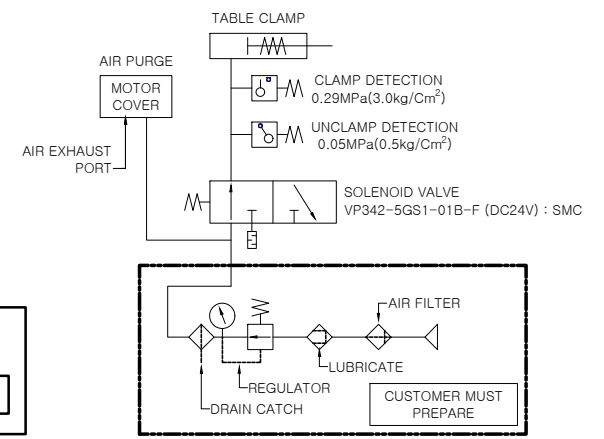 TABLE CLAMP
AIR PURGE
MOTOR
COVER
CLAMP DETECTION
0.29MPa(3.0kg/Cm²)
UNCLAMP DETECTION
0.05MPa(0.5kg/Cm²)
AIR EXHAUST
PORT
SOLENOID VALVE
VP342-5GS1-01B-F (DC24V) : SMC
AIR FILTER
LUBRICATE
REGULATOR
DRAIN CATCH
CUSTOMER MUST
PREPARE